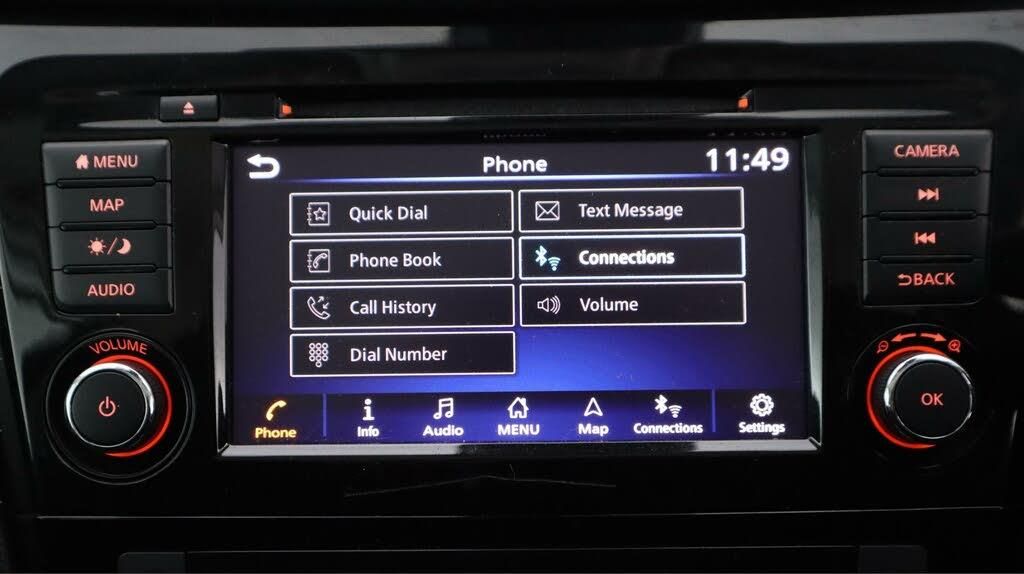 MENU
MAP
AUDIO
VOLUME
Phone
11:49
Quick Dial
Text Message
Phone Book
Connections
Call History
Volume
Dial Number
Phone
Info
Audio
MENU
Map
Connections
Settings
CAMERA
BACK
OK